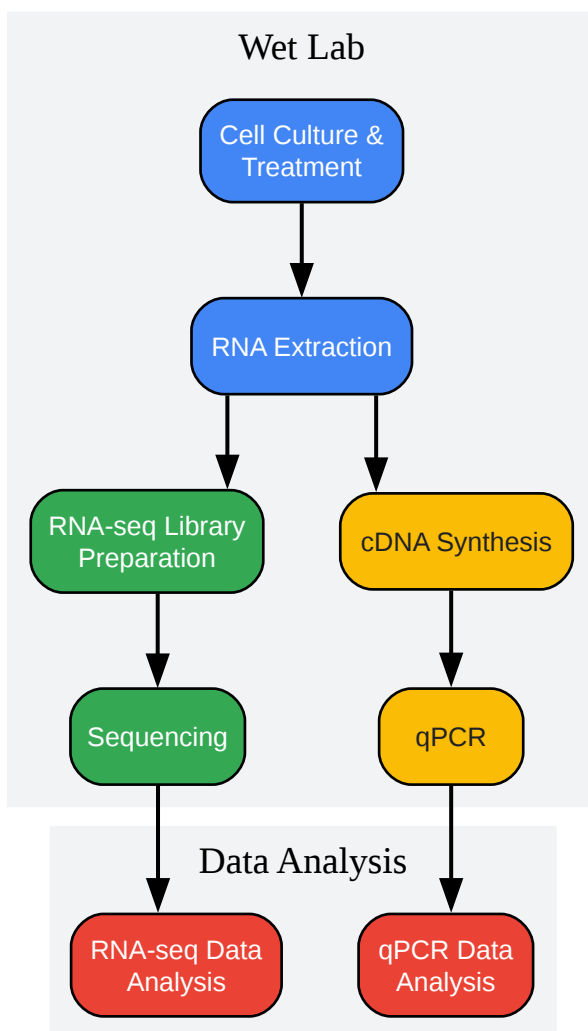 Wet Lab
Cell Culture &
Treatment
RNA Extraction
RNA-seq Library
Preparation
cDNA Synthesis
Sequencing
qPCR
Data Analysis
RNA-seq Data
Analysis
qPCR Data
Analysis